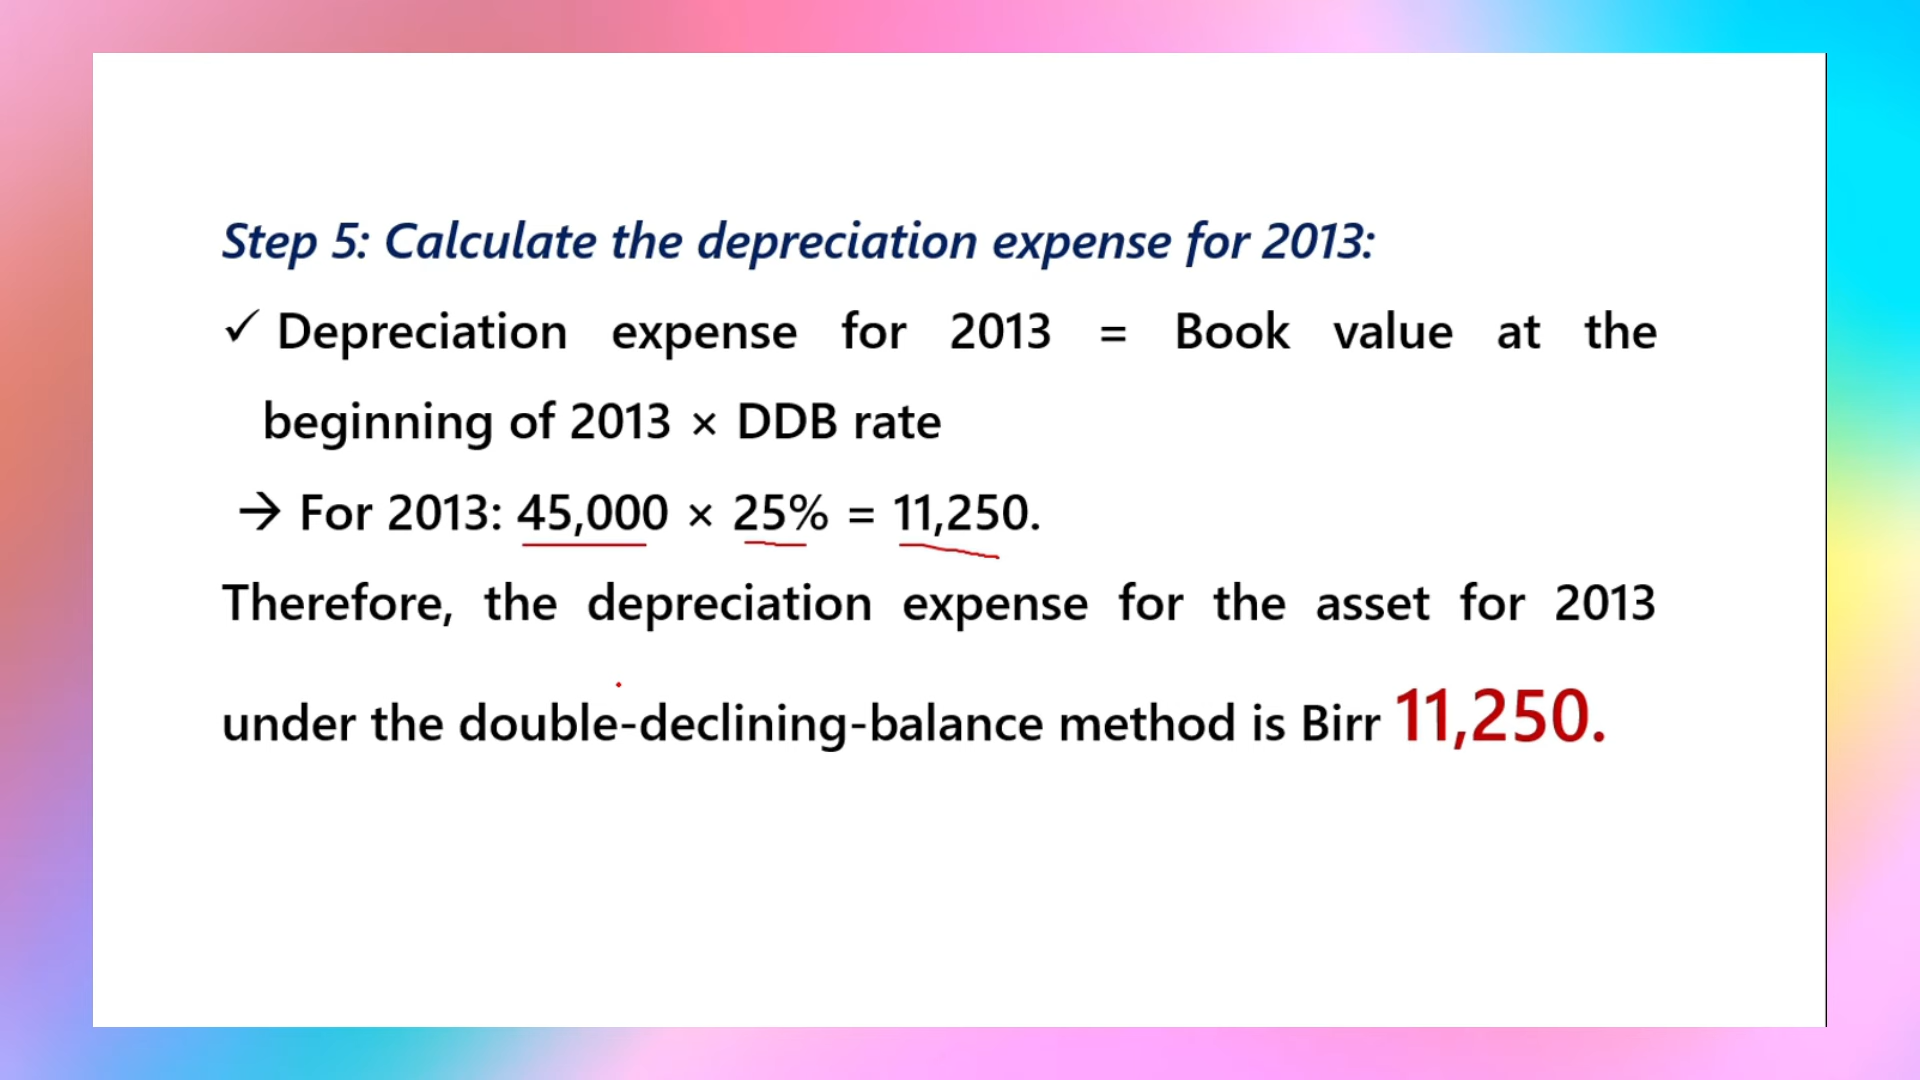 Step 5: Calculate the depreciation expense for 2013:
✓ Depreciation expense for 2013 = Book value at the
beginning of 2013 × DDB rate
→ For 2013: 45,000 × 25% = 11,250.
Therefore, the depreciation expense for the asset for 2013
under the double-declining-balance method is Birr 11,250.